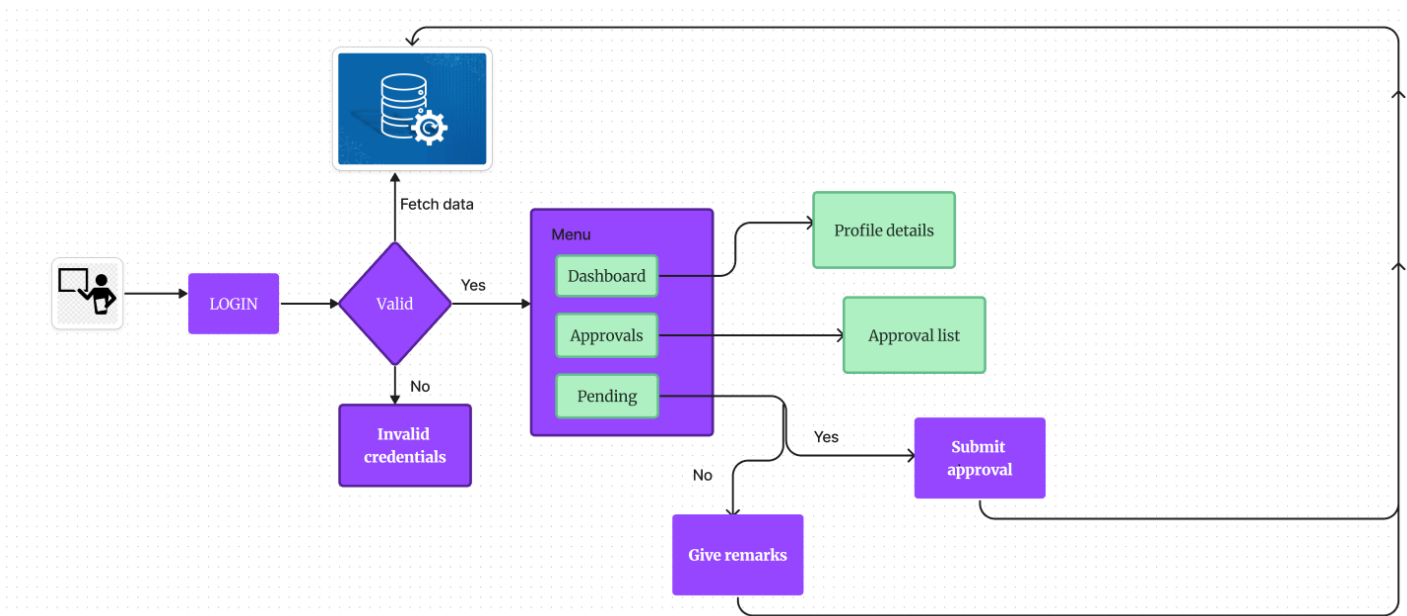 Fetch data
Menu
Profile details
Dashboard
LOGIN
Valid
Yes
Approvals
Approval list
No
Pending
Invalid
credentials
Yes
Submit
approval
No
Give remarks